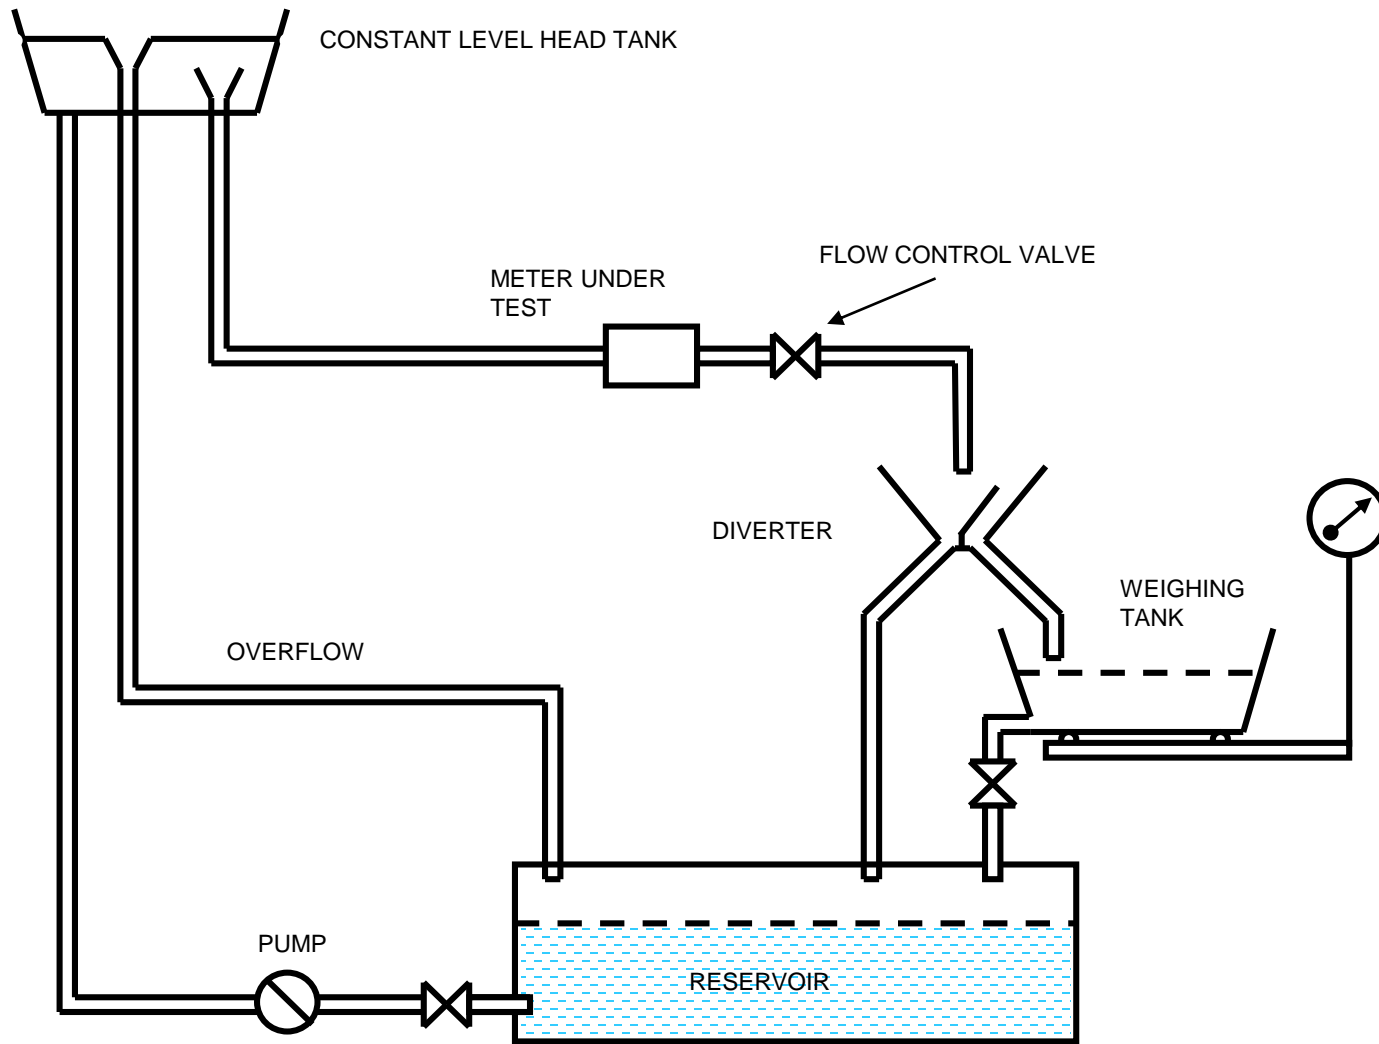 CONSTANT LEVEL HEAD TANK
FLOW CONTROL VALVE
METER UNDER
TEST
DIVERTER
WEIGHING
TANK
OVERFLOW
PUMP
RESERVOIR